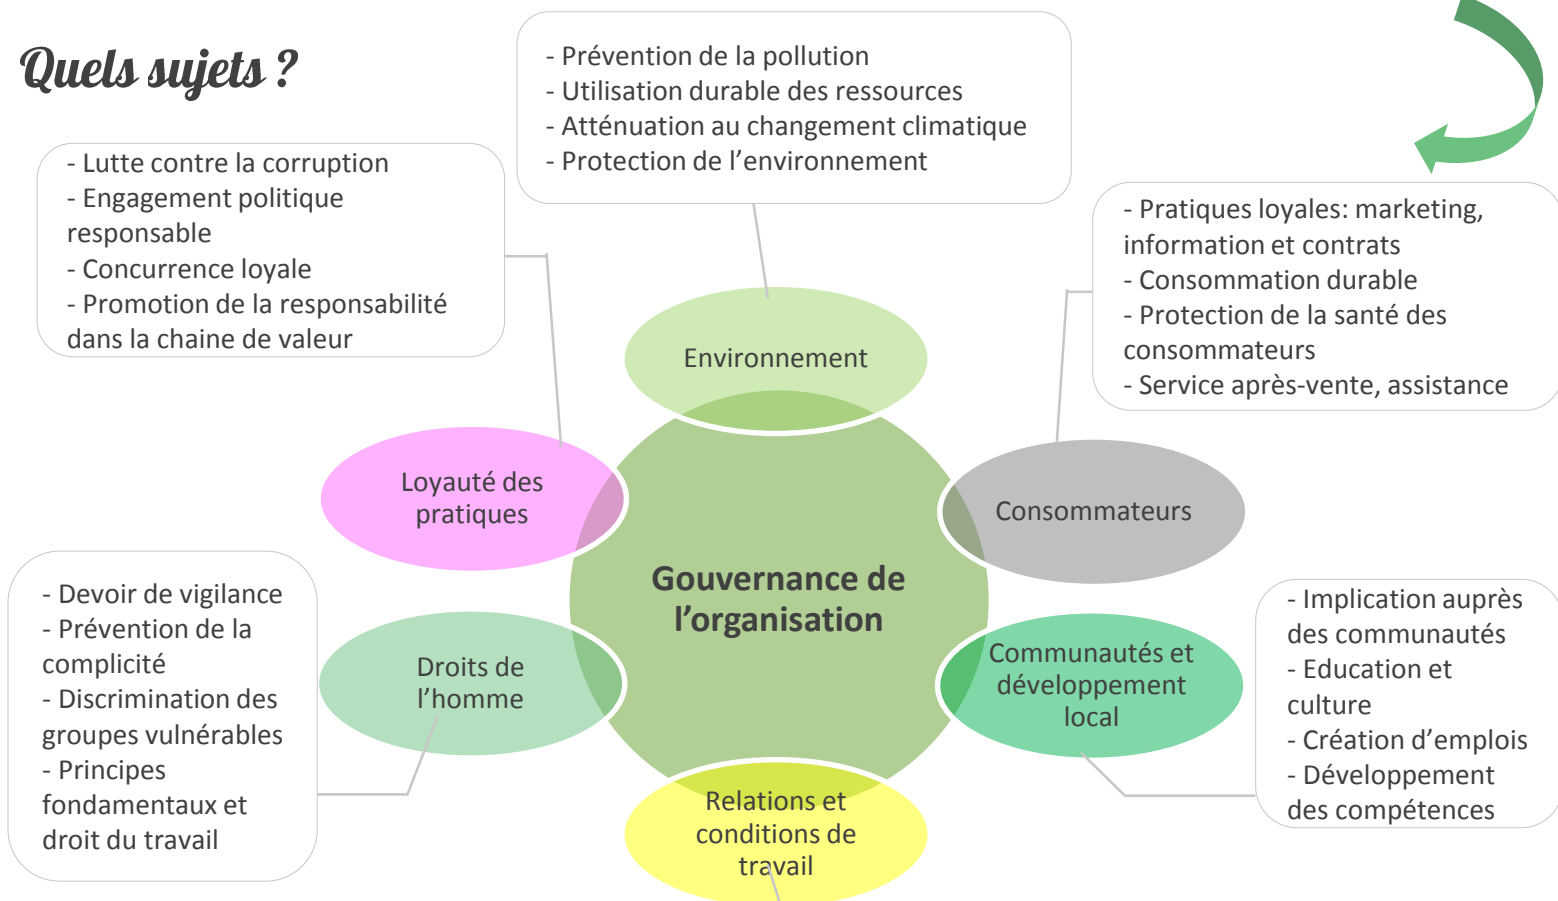 Quels sujets ?
- Prévention de la pollution
- Utilisation durable des ressources
- Atténuation au changement climatique
- Protection de l’environnement
- Lutte contre la corruption
- Engagement politique
responsable
- Concurrence loyale
- Promotion de la responsabilité
dans la chaine de valeur
- Pratiques loyales: marketing,
information et contrats
- Consommation durable
- Protection de la santé des
consommateurs
- Service après-vente, assistance
Environnement
Loyauté des
pratiques
Consommateurs
Gouvernance de
l’organisation
- Devoir de vigilance
- Prévention de la
complicité
- Discrimination des
groupes vulnérables
- Principes
fondamentaux et
droit du travail
Droits de
l’homme
Communautés et
développement
local
- Implication auprès
des communautés
- Education et
culture
- Création d’emplois
- Développement
des compétences
Relations et
conditions de
travail